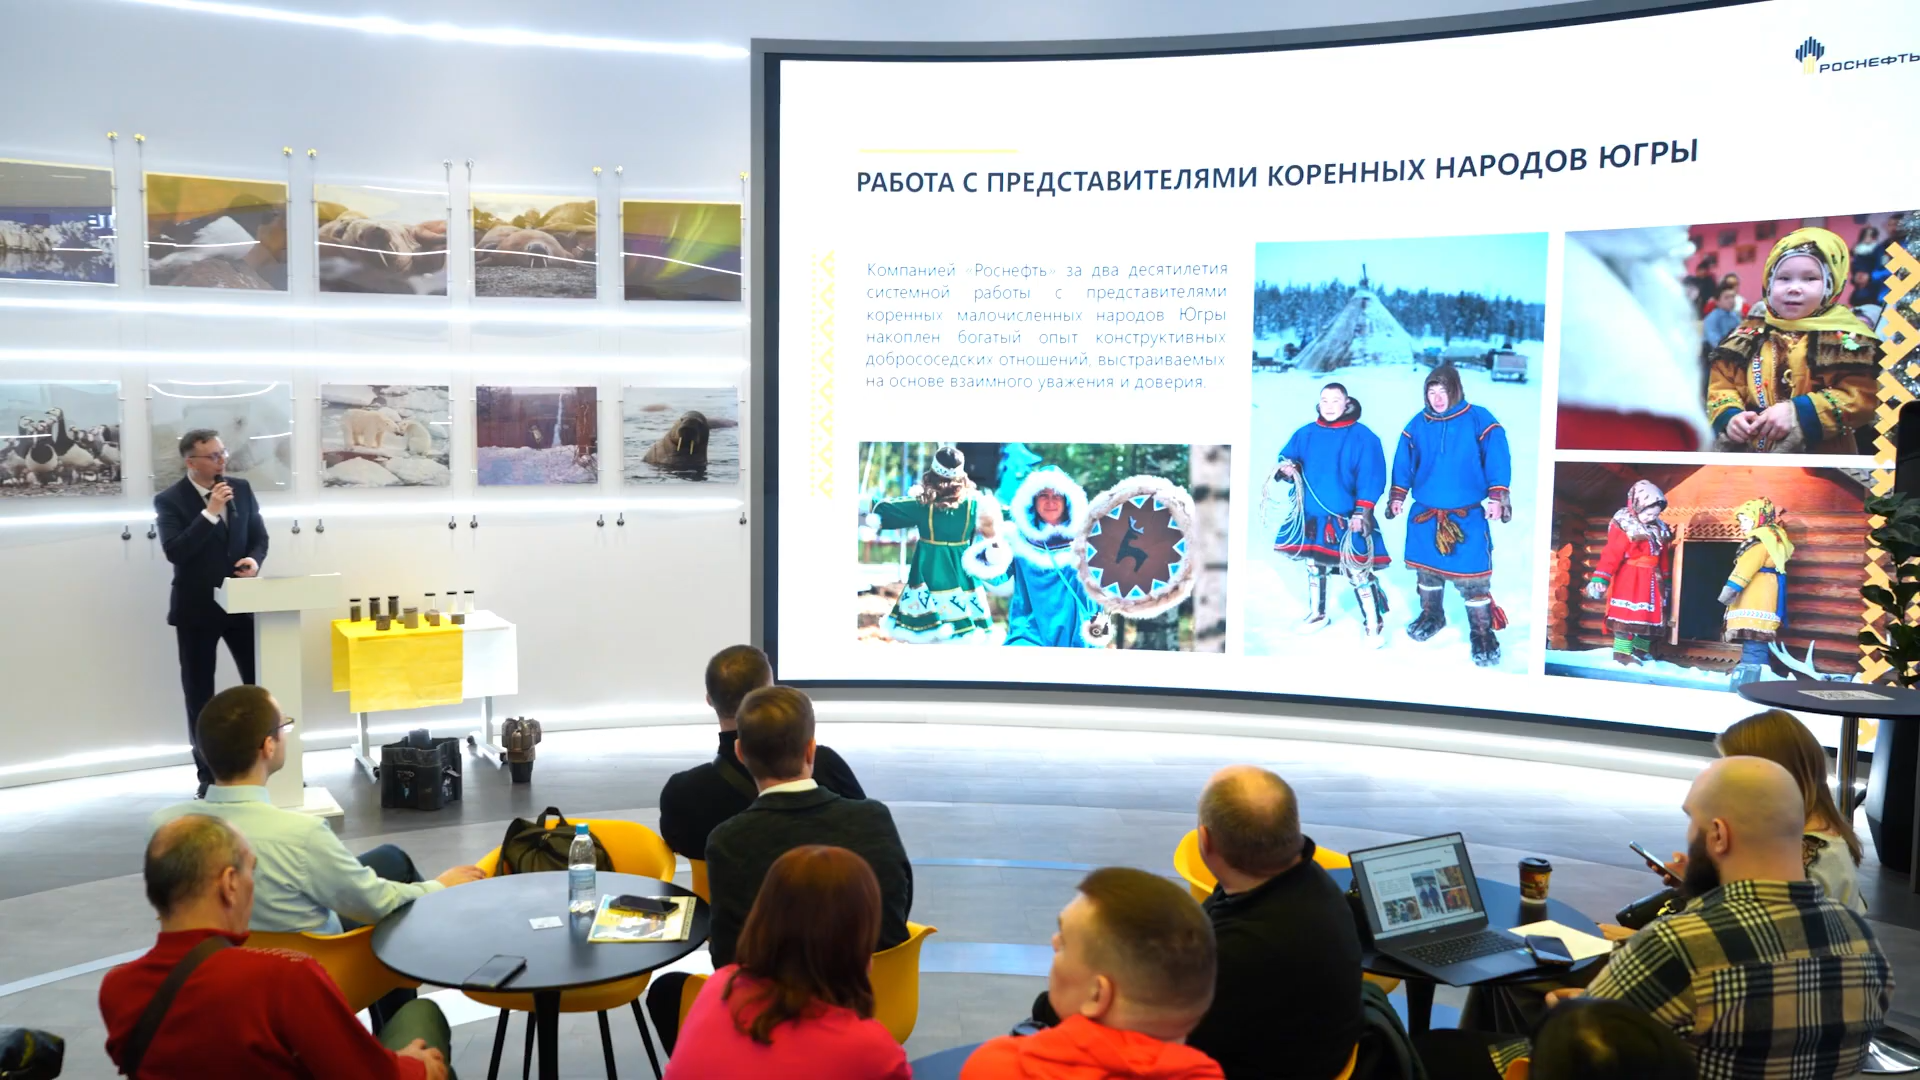 РОСНЕФТЬ
РАБОТА С ПРЕДСТАВИТЕЛЯМИ КОРЕННЫХ НАРОДОВ ЮГРЫ
Компанией «Роснефть» за два десятилетия
системной работы с представителями
коренных малочисленных народов Югры
накоплен богатый опыт конструктивных
добрососедских отношений, выстраиваемых
на основе взаимного уважения и доверия.